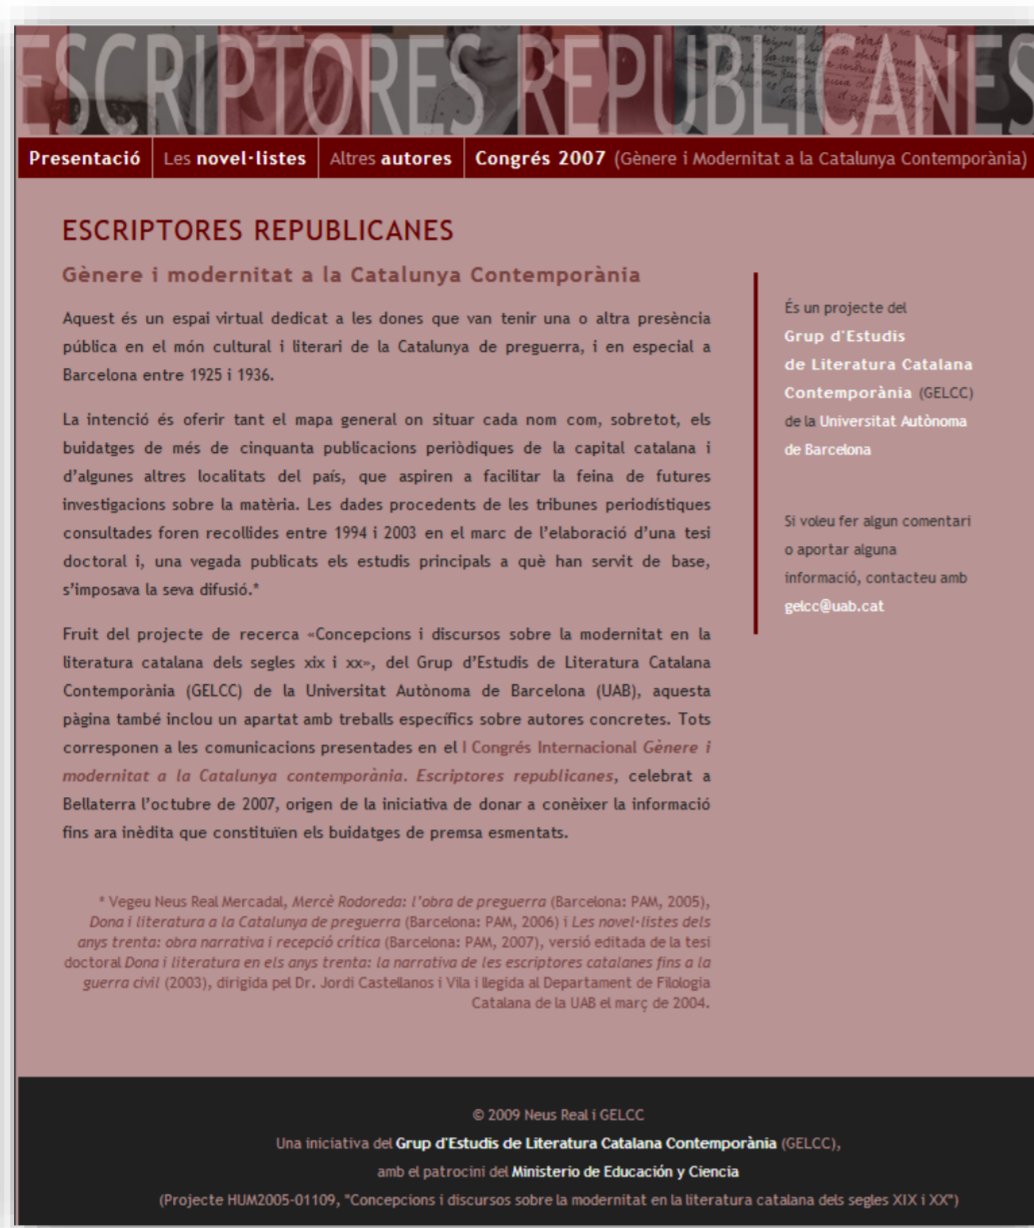 ESCRIPTORES REPUBLICANES
Presentació Les novel·listes Altres autores Congrés 2007 (Gènere i Modernitat a la Catalunya Contemporània)
ESCRIPTORES REPUBLICANES
Gènere i modernitat a la Catalunya Contemporània
Aquest és un espai virtual dedicat a les dones que van tenir una o altra presència
pública en el món cultural i literari de la Catalunya de preguerra, i en especial a
Barcelona entre 1925 i 1936.
La intenció és oferir tant el mapa general on situar cada nom com, sobretot, els
buidatges de més de cinquanta publicacions periòdiques de la capital catalana i
d'algunes altres localitats del país, que aspiren a facilitar la feina de futures
investigacions sobre la matèria. Les dades procedents de les tribunes periodístiques
consultades foren recollides entre 1994 i 2003 en el marc de l'elaboració d'una tesi
doctoral i, una vegada publicats els estudis principals a què han servit de base,
s'imposava la seva difusió.*
Fruit del projecte de recerca «Concepcions i discursos sobre la modernitat en la
literatura catalana dels segles xix i xx», del Grup d'Estudis de Literatura Catalana
Contemporània (GELCC) de la Universitat Autònoma de Barcelona (UAB), aquesta
pàgina també inclou un apartat amb treballs específics sobre autores concretes. Tots
corresponen a les comunicacions presentades en el I Congrés Internacional Gènere i
modernitat a la Catalunya contemporània. Escriptores republicanes, celebrat a
Bellaterra l'octubre de 2007, origen de la iniciativa de donar a conèixer la informació
fins ara inèdita que constituïen els buidatges de premsa esmentats.
* Vegeu Neus Real Mercadal, Mercè Rodoreda: l'obra de preguerra (Barcelona: PAM, 2005),
Dona i literatura a la Catalunya de preguerra (Barcelona: PAM, 2006) i Les novel·listes dels
anys trenta: obra narrativa i recepció crítica (Barcelona: PAM, 2007), versió editada de la tesi
doctoral Dona i literatura en els anys trenta: la narrativa de les escriptores catalanes fins a la
guerra civil (2003), dirigida pel Dr. Jordi Castellanos i Vila i llegida al Departament de Filologia
Catalana de la UAB el març de 2004.
És un projecte del
Grup d'Estudis
de Literatura Catalana
Contemporània (GELCC)
de la Universitat Autònoma
de Barcelona
Si voleu fer algun comentari
o aportar alguna
informació, contacteu amb
gelcc@uab.cat
© 2009 Neus Real i GELCC
Una iniciativa del Grup d'Estudis de Literatura Catalana Contemporània (GELCC),
amb el patrocini del Ministerio de Educación y Ciencia
(Projecte HUM2005-01109, "Concepcions i discursos sobre la modernitat en la literatura catalana dels segles XIX i XX")